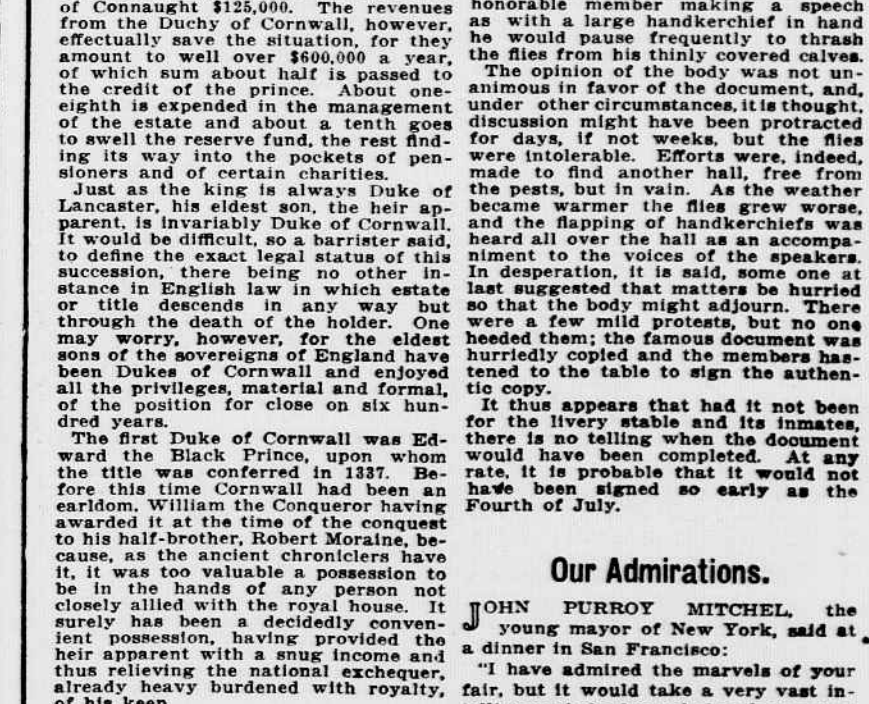 of Connaught $125,000. The revenues
from the Duchy of Cornwall, however,
effectually save the situation, for they
amount to well over $600,000 a year,
of which sum about half is passed to
the credit of the prince. About one-
eighth is expended in the management
of the estate and about a tenth goes
to swell the reserve fund, the rest find-
ing its way into the pockets of pen-
sioners and of certain charities.
Just as the king is always Duke of
Lancaster, his eldest son, the heir ap-
parent, is invariably Duke of Cornwall.
It would be difficult, so a barrister said,
to define the exact legal status of this
succession, there being no other in-
stance in English law in which estate
or title descends in any way but
through the death of the holder. One
may worry, however, for the eldest
sons of the sovereigns of England have
been Dukes of Cornwall and enjoyed
all the privileges, material and formal,
of the position for close on six hun-
dred years.
The first Duke of Cornwall was Ed-
ward the Black Prince, upon whom
the title was conferred in 1337. Be-
fore this time Cornwall had been an
earldom, William the Conqueror having
awarded it at the time of the conquest
to his half-brother, Robert Moraine, be-
cause, as the ancient chroniclers have
it, it was too valuable a possession to
be in the hands of any person not
closely allied with the royal house. It
surely has been a decidedly conven-
ient possession, having provided the
heir apparent with a snug income and
thus relieving the national exchequer,
already heavy burdened with royalty,
of his keep.
honorable member making a speech
as with a large handkerchief in hand
he would pause frequently to thrash
the flies from his thinly covered calves.
The opinion of the body was not un-
animous in favor of the document, and,
under other circumstances, it is thought,
discussion might have been protracted
for days, if not weeks, but the flies
were intolerable. Efforts were, indeed,
made to find another hall, free from
the pests, but in vain. As the weather
became warmer the flies grew worse,
and the flapping of handkerchiefs was
heard all over the hall as an accompa-
niment to the voices of the speakers.
In desperation, it is said, some one at
last suggested that matters be hurried
so that the body might adjourn. There
were a few mild protests, but no one
heeded them; the famous document was
hurriedly copied and the members has-
tened to the table to sign the authen-
tic copy.
It thus appears that had it not been
for the livery stable and its inmates,
there is no telling when the document
would have been completed. At any
rate, it is probable that it would not
have been signed so early as the
Fourth of July.
Our Admirations.
JOHN PURROY MITCHEL, the
young mayor of New York, said at
a dinner in San Francisco:
"I have admired the marvels of your
fair, but it would take a very vast in-